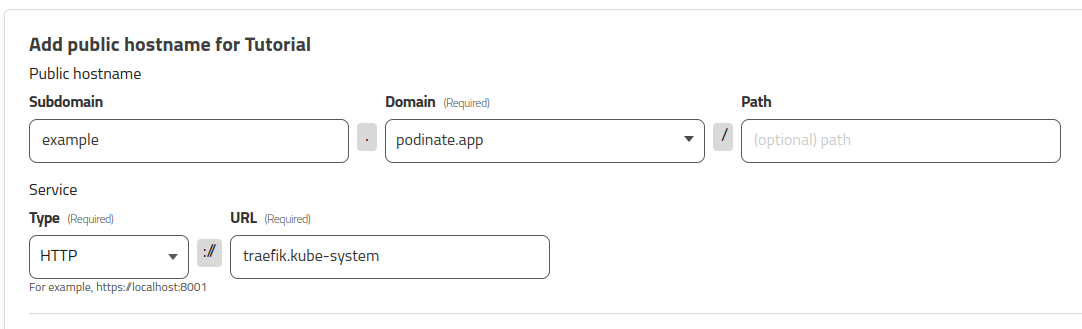 Add public hostname for Tutorial
Public hostname
Subdomain Domain (Required) Path
example . podinate.app / (optional) path
Service
Type (Required) URL (Required)
HTTP :// traefik.kube-system
For example, https://localhost:8001